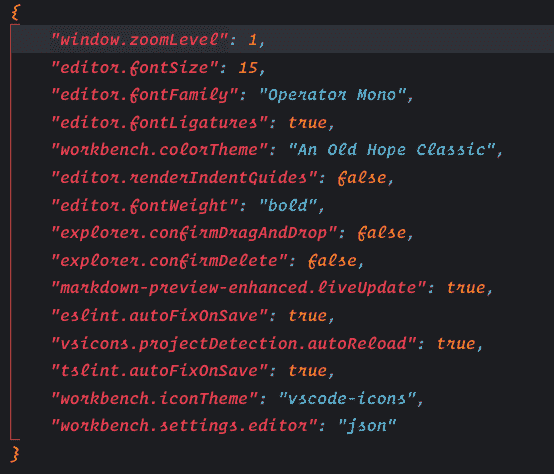 {
"window.zoomLevel": 1,
"editor.fontSize": 15,
"editor.fontFamily": "Operator Mono",
"editor.fontLigatures": true,
"workbench.colorTheme": "An Old Hope Classic",
"editor.renderIndentGuides": false,
"editor.fontWeight": "bold",
"explorer.confirmDragAndDrop": false,
"explorer.confirmDelete": false,
"markdown-preview-enhanced.liveUpdate": true,
"eslint.autoFixOnSave": true,
"vsicons.projectDetection.autoReload": true,
"tslint.autoFixOnSave": true,
"workbench.iconTheme": "vscode-icons",
"workbench.settings.editor": "json"
}